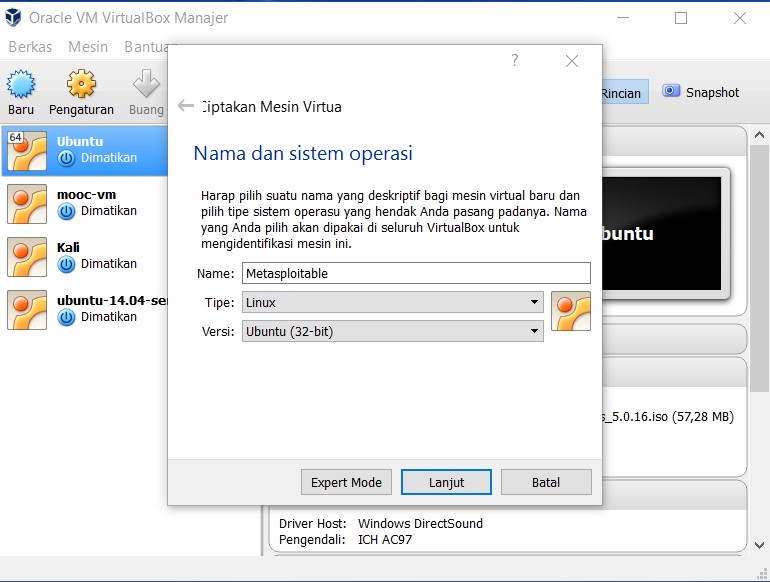 Oracle VM VirtualBox Manajer
Berkas Mesin Bantuan
Baru Pengaturan Buang
Rincian Snapshot
64
Ubuntu
Dimatikan
mooc-vm
Dimatikan
Kali
Dimatikan
ubuntu-14.04-se
Dimatikan
?
Ciptakan Mesin Virtua
Nama dan sistem operasi
Harap pilih suatu nama yang deskriptif bagi mesin virtual baru dan
pilih tipe sistem operasu yang hendak Anda pasang padanya. Nama
yang Anda pilih akan dipakai di seluruh VirtualBox untuk
mengidentifikasi mesin ini.
Name: Metasploitable
Tipe: Linux
Versi: Ubuntu (32-bit)
Expert Mode Lanjut Batal
buntu
s_5.0.16.iso (57,28 MB)
Driver Host: Windows DirectSound
Pengendali: ICH AC97